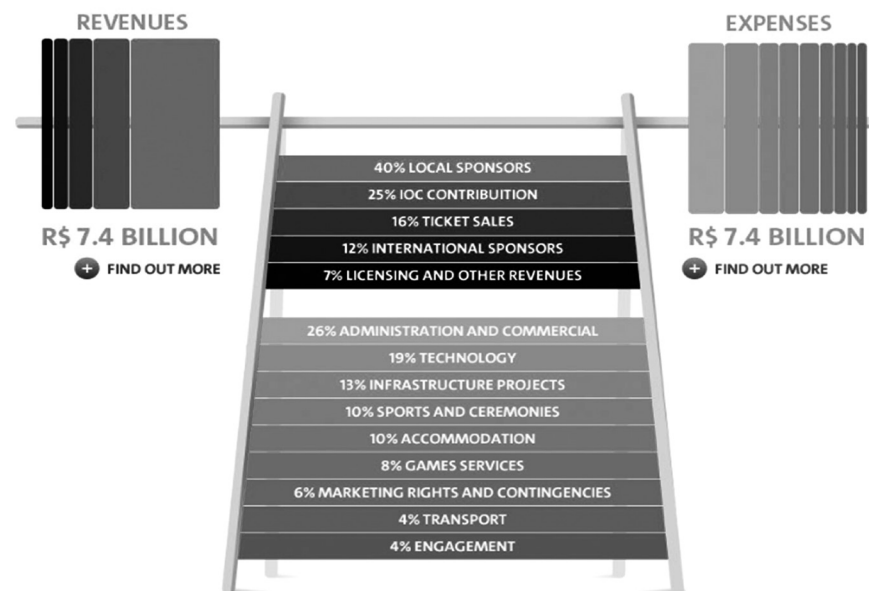 REVENUES
EXPENSES
40% LOCAL SPONSORS
25% IOC CONTRIBUITION
16% TICKET SALES
12% INTERNATIONAL SPONSORS
7% LICENSING AND OTHER REVENUES
R$ 7.4 BILLION
+ FIND OUT MORE
R$ 7.4 BILLION
+ FIND OUT MORE
26% ADMINISTRATION AND COMMERCIAL
19% TECHNOLOGY
13% INFRASTRUCTURE PROJECTS
10% SPORTS AND CEREMONIES
10% ACCOMMODATION
8% GAMES SERVICES
6% MARKETING RIGHTS AND CONTINGENCIES
4% TRANSPORT
4% ENGAGEMENT